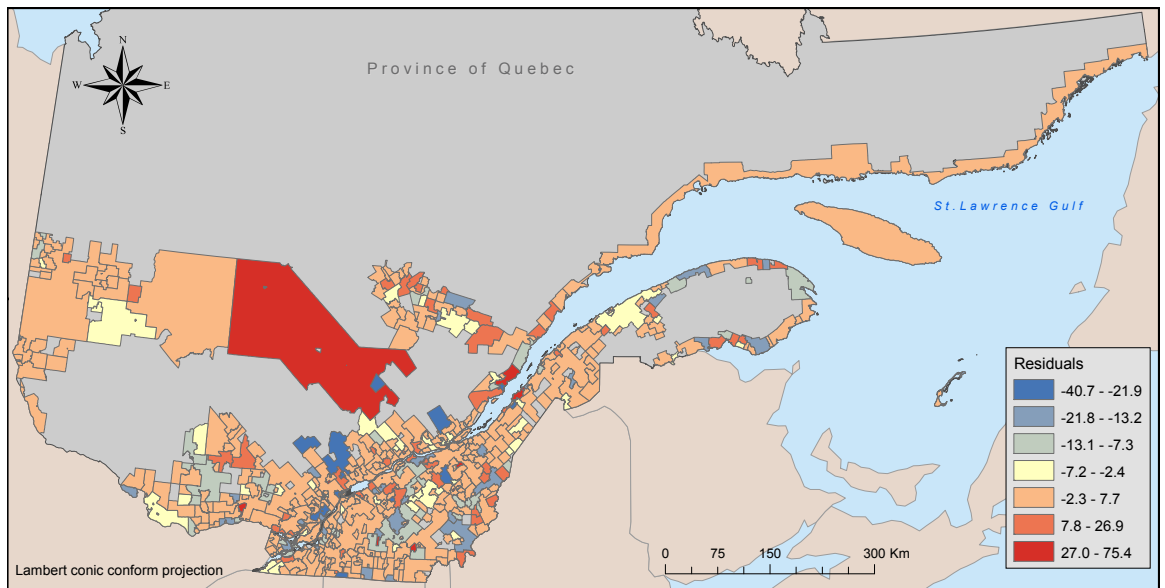 N
W E
S
Province of Quebec
St.Lawrence Gulf
Residuals
-40.7 - -21.9
-21.8 - -13.2
-13.1 - -7.3
-7.2 - -2.4
-2.3 - 7.7
7.8 - 26.9
27.0 - 75.4
0 75 150 300 Km
Lambert conic conform projection